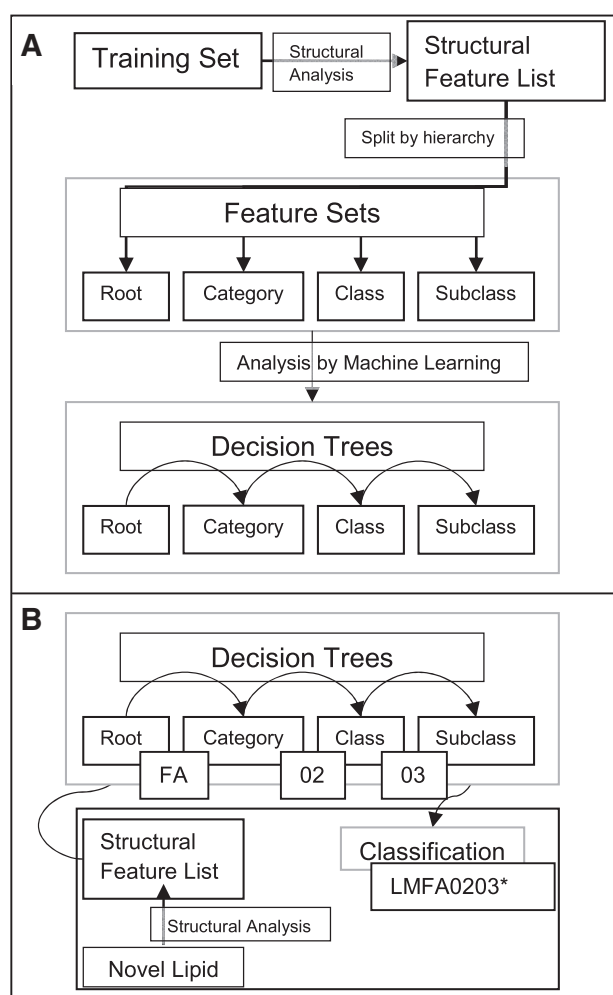 A
Training Set
Structural
Analysis
Structural
Feature List
Split by hierarchy
Feature Sets
Root
Category
Class
Subclass
Analysis by Machine Learning
Decision Trees
Root
Category
Class
Subclass
B
Decision Trees
Root
Category
Class
Subclass
FA
02
03
Structural
Feature List
Classification
LMFA0203*
Structural Analysis
Novel Lipid